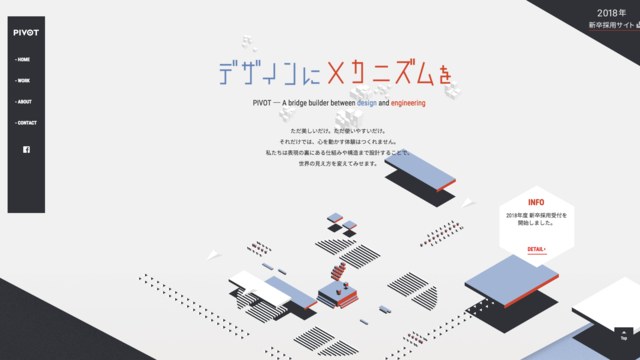 PIVOT
HOME
WORK
ABOUT
CONTACT
2018年
新卒採用サイト
デザインにメカニズムを
PIVOT — A bridge builder between design and engineering
ただ美しいだけ。ただ使いやすいだけ。
それだけでは、心を動かす体験はつくれません。
私たちは表現の裏にある仕組みや構造まで設計することで、
世界の見え方を変えてみせます。
INFO
2018年度 新卒採用受付を
開始しました。
DETAIL
Top